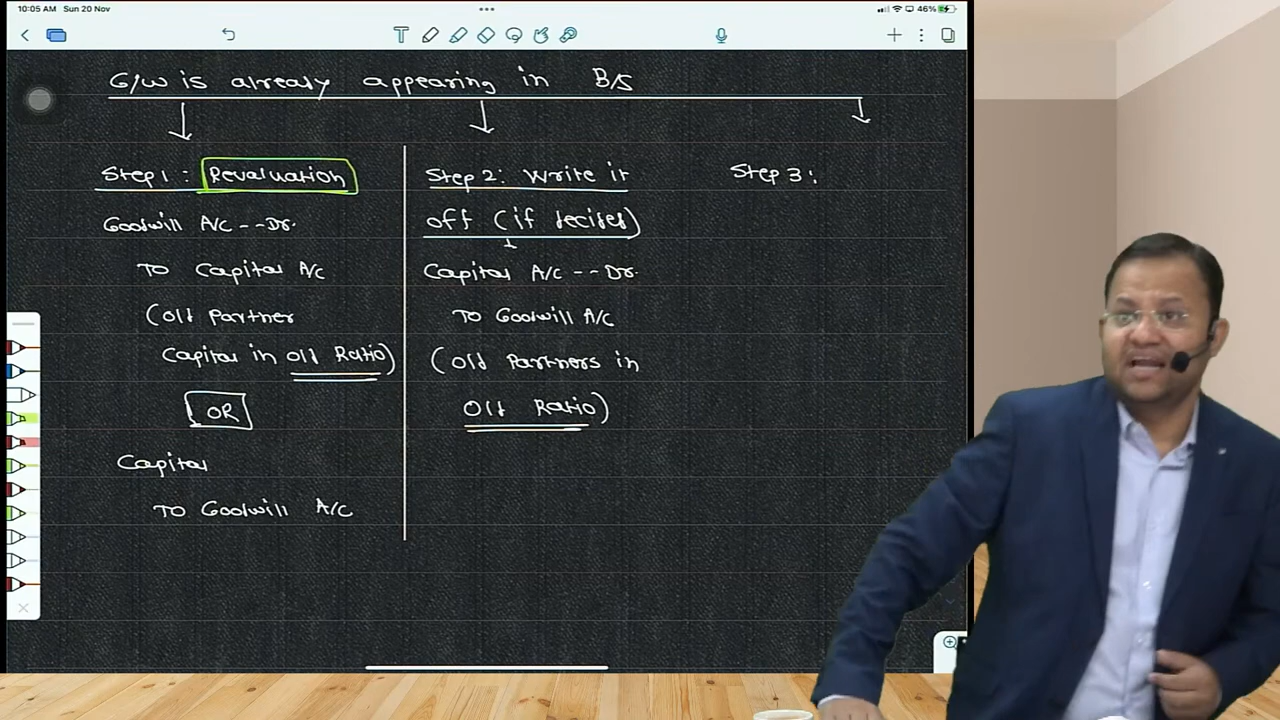 10:05 AM Sun 20 Nov
46%
G/W is already appearing in B/S
Step 1 : Revaluation
Goodwill A/C --Dr.
To Capital A/C
(Old Partner
Capital in Old Ratio)
OR
Capital
To Goodwill A/C
Step 2: Write it
off (if decides)
Capital A/C --Dr.
To Goodwill A/C
(Old Partners in
Old Ratio)
Step 3: